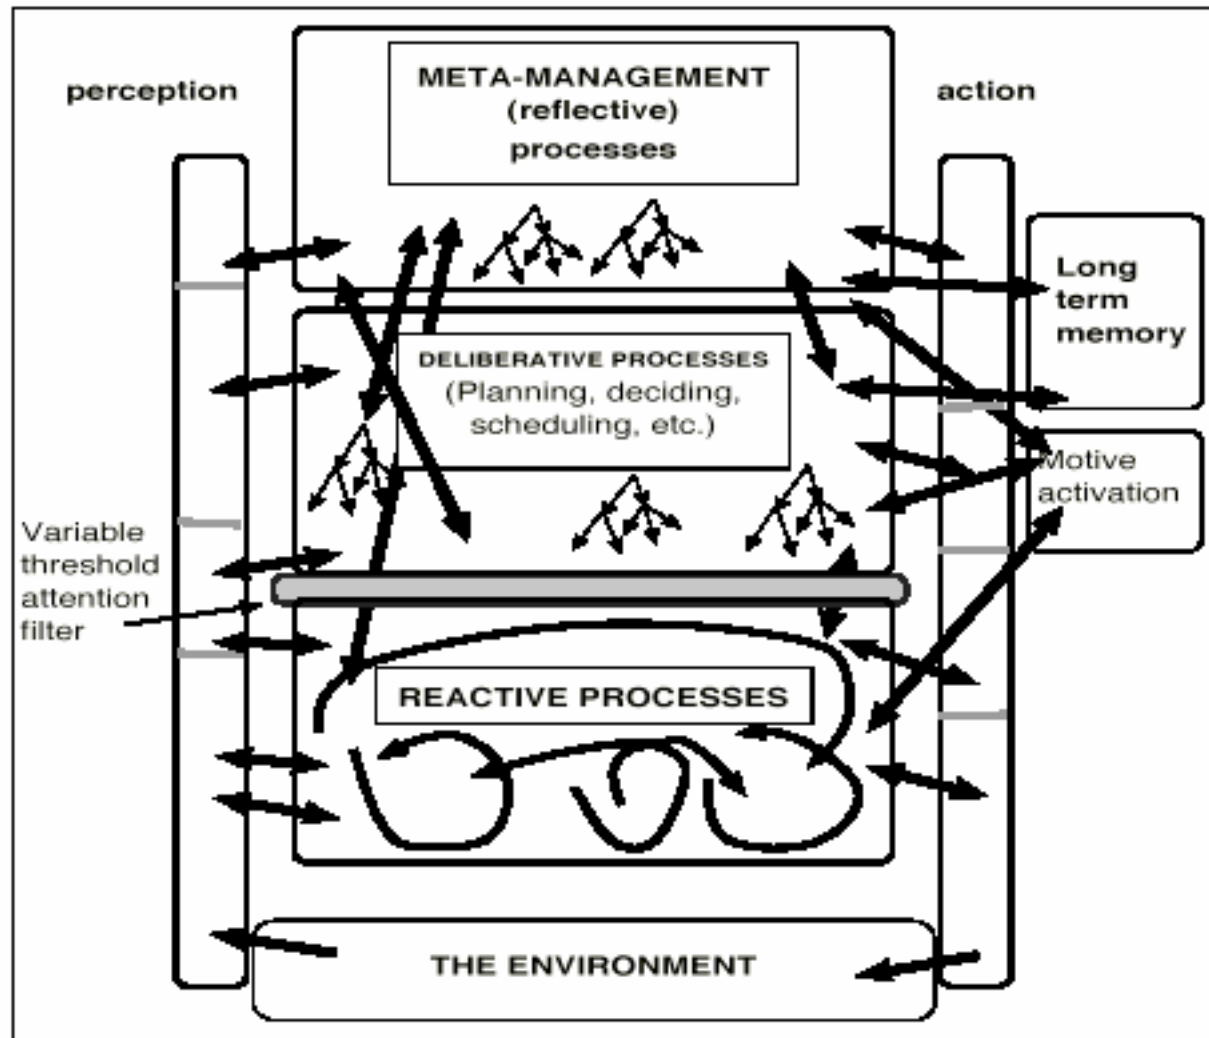 perception
META-MANAGEMENT
(reflective)
processes
action
Long
term
memory
DELIBERATIVE PROCESSES
(Planning, deciding,
scheduling, etc.)
Motive
activation
Variable
threshold
attention
filter
REACTIVE PROCESSES
THE ENVIRONMENT